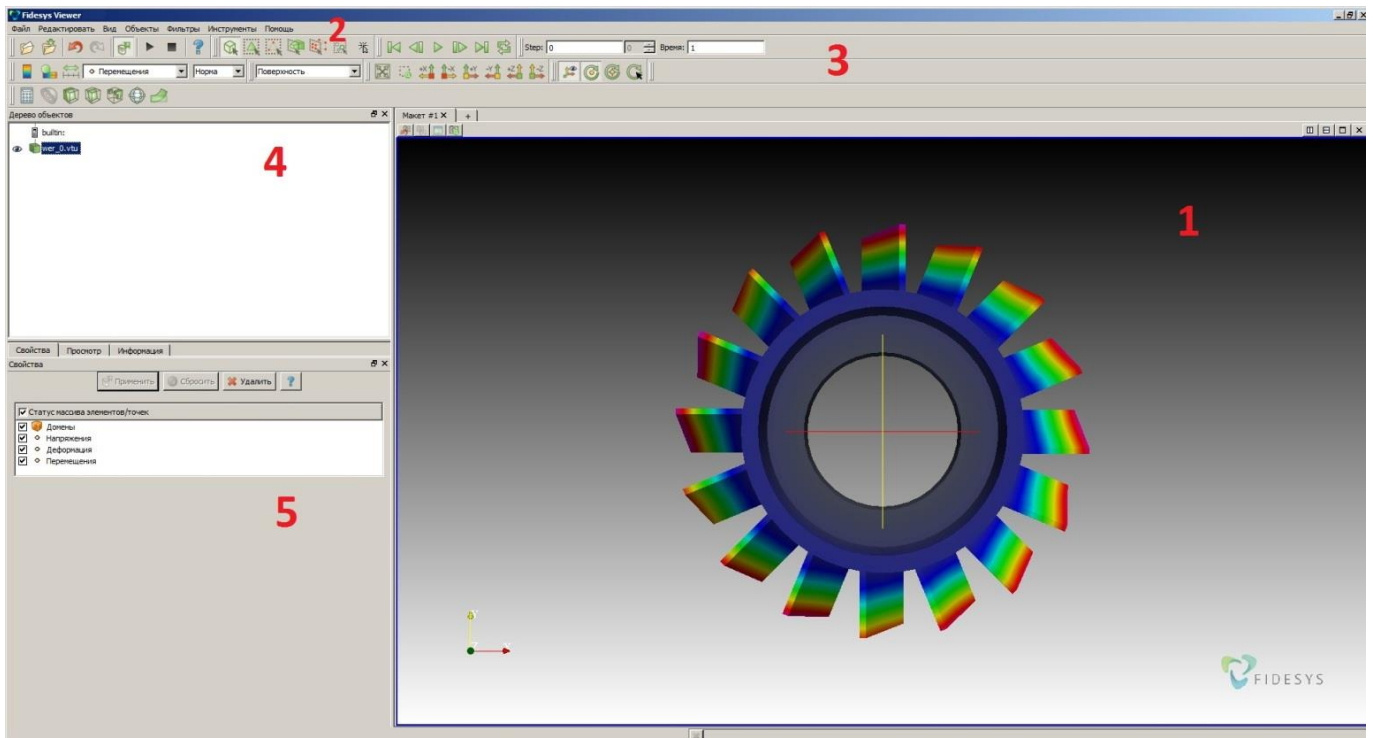 Fidesys Viewer
Файл Редактировать Вид Объекты Фильтры Инструменты Помощь
2
Step: 0 0 Время: 1
3
Перемещения Норма Поверхность
+X -X +Y -Y +Z -Z
Дерево объектов
Макет #1 X +
builtin:
wer_0.vtu
4
1
Свойства Просмотр Информация
Свойства
Применить Сбросить Удалить ?
Статус массива элементов/точек
Домены
Напряжения
Деформация
Перемещения
5
Y
X
FIDESYS